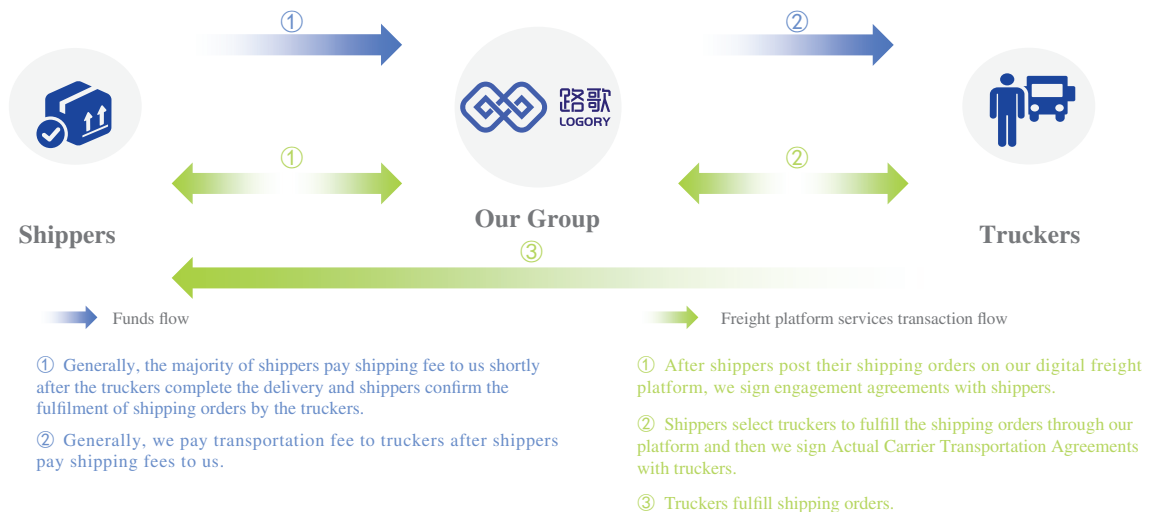 ①
②
路歌
LOGORY
①
②
Shippers
Our Group
Truckers
③
Funds flow
Freight platform services transaction flow
① Generally, the majority of shippers pay shipping fee to us shortly
after the truckers complete the delivery and shippers confirm the
fulfilment of shipping orders by the truckers.
② Generally, we pay transportation fee to truckers after shippers
pay shipping fees to us.
① After shippers post their shipping orders on our digital freight
platform, we sign engagement agreements with shippers.
② Shippers select truckers to fulfill the shipping orders through our
platform and then we sign Actual Carrier Transportation Agreements
with truckers.
③ Truckers fulfill shipping orders.